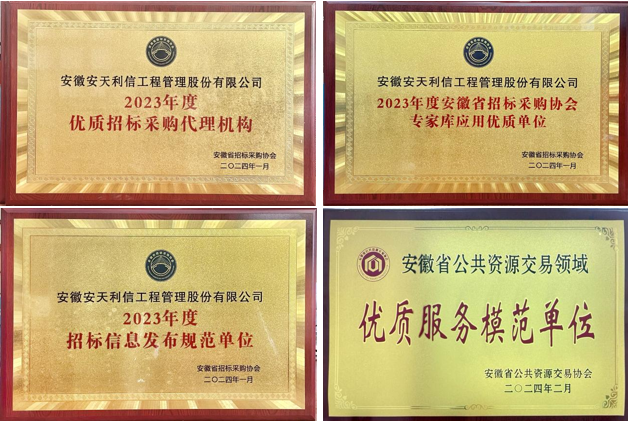 安徽安天利信工程管理股份有限公司
2023年度
优质招标采购代理机构
安徽省招标采购协会
二〇二四年一月
安徽安天利信工程管理股份有限公司
2023年度安徽省招标采购协会
专家库应用优质单位
安徽省招标采购协会
二〇二四年一月
安徽安天利信工程管理股份有限公司
2023年度
招标信息发布规范单位
安徽省招标采购协会
二〇二四年一月
安徽省公共资源交易领域
优质服务模范单位
安徽省公共资源交易协会
二〇二四年二月